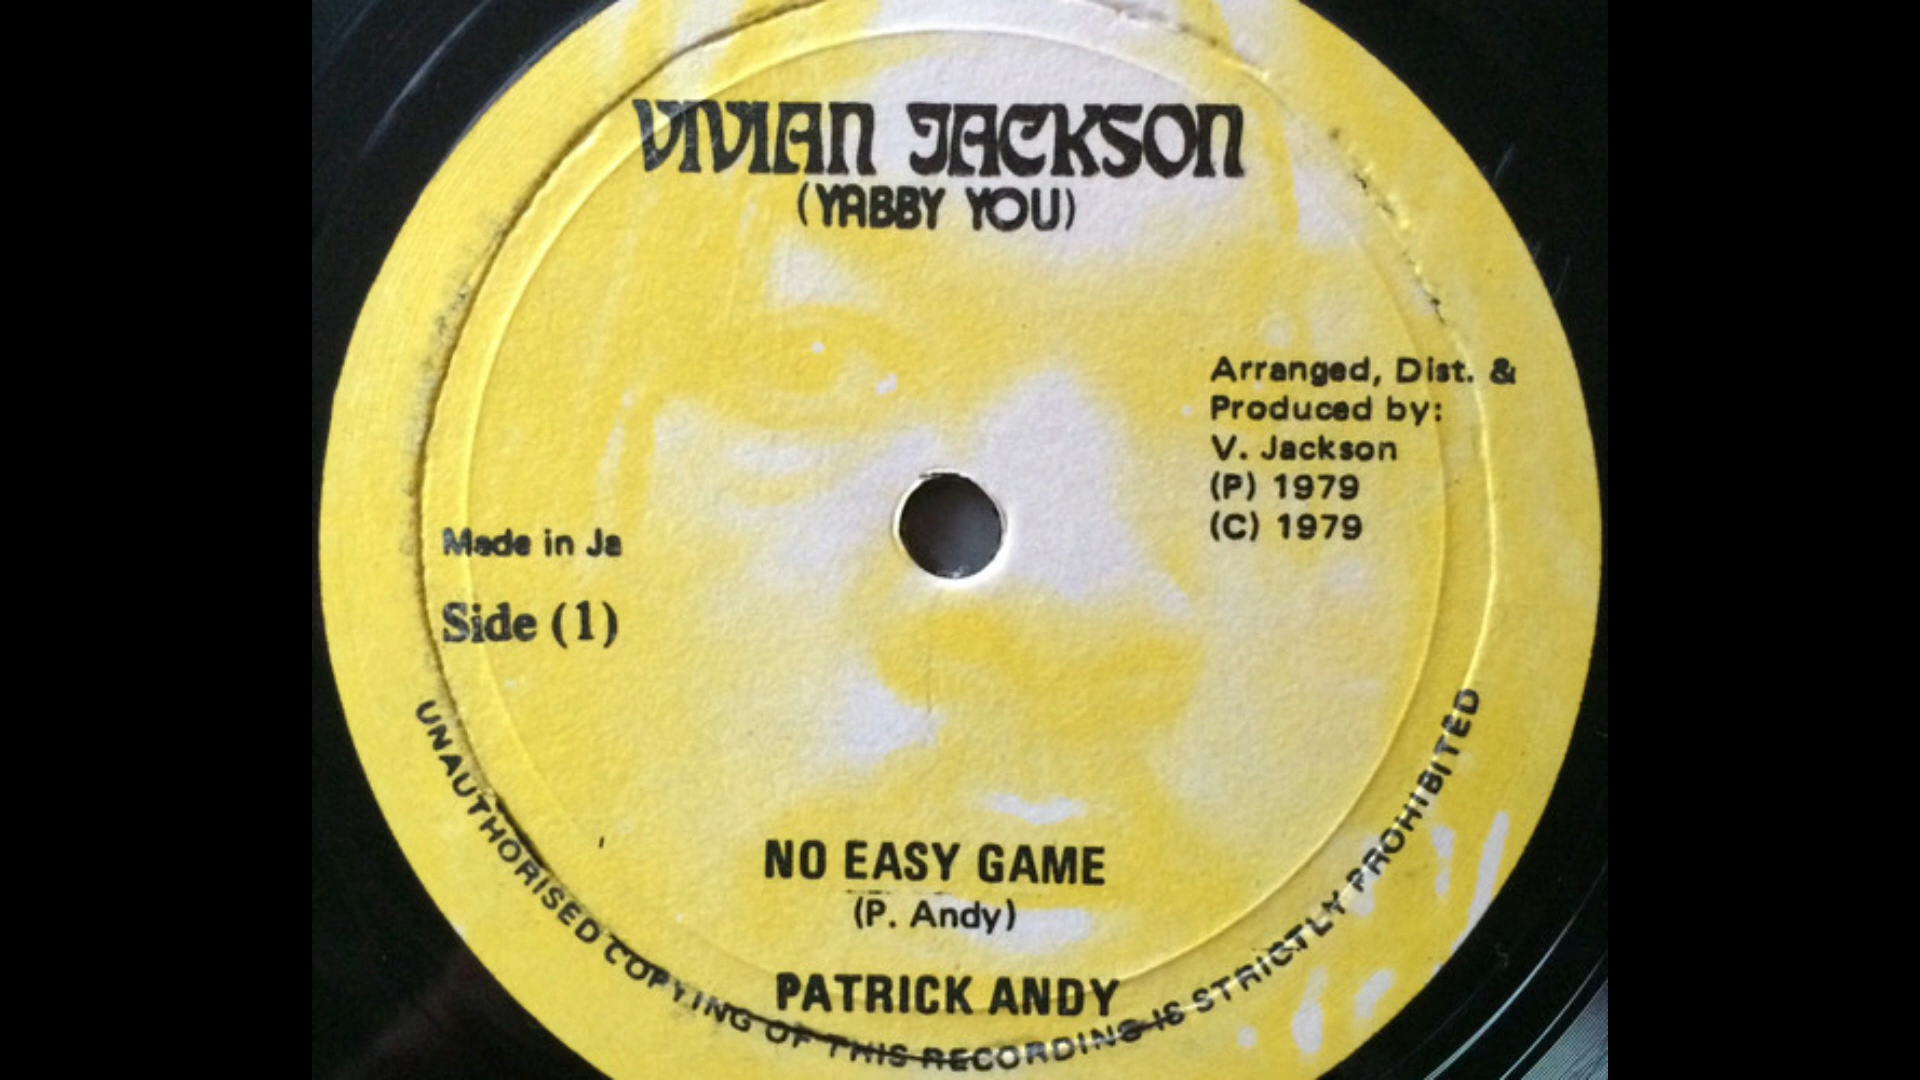 VIVIAN JACKSON
(YABBY YOU)
Arranged, Dist. &
Produced by:
V. Jackson
(P) 1979
(C) 1979
Made in Ja
Side (1)
NO EASY GAME
(P. Andy)
PATRICK ANDY
UNAUTHORISED COPYING OF THIS RECORDING IS STRICTLY PROHIBITED